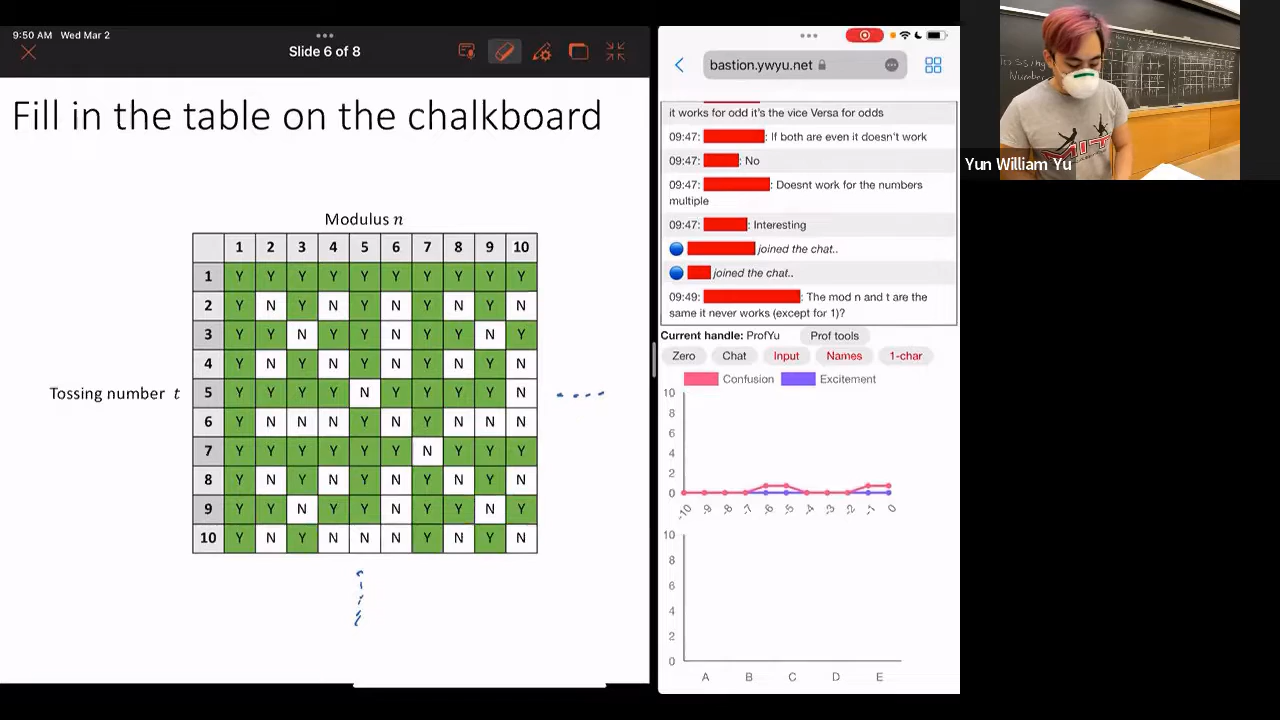 9:50 AM Wed Mar 2
Slide 6 of 8
Fill in the table on the chalkboard
Modulus n
1 2 3 4 5 6 7 8 9 10
1 Y Y Y Y Y Y Y Y Y Y
2 Y N Y N Y N Y N Y N
3 Y Y N Y Y N Y Y N Y
4 Y N Y N Y N Y N Y N
Tossing number t
5 Y Y Y Y N Y Y Y Y N
6 Y N N N Y N Y N N N
7 Y Y Y Y Y Y N Y Y Y
8 Y N Y N Y N Y N Y N
9 Y Y N Y Y N Y Y N Y
10 Y N Y N N N Y N Y N
bastion.ywyu.net
it works for odd it's the vice Versa for odds
09:47: : If both are even it doesn't work
09:47: : No
09:47: : Doesnt work for the numbers
multiple
09:47: : Interesting
joined the chat..
joined the chat..
09:49: : The mod n and t are the
same it never works (except for 1)?
Current handle: ProfYu Prof tools
Zero Chat Input Names 1-char
Confusion Excitement
10
8
6
4
2
0
-10 -9 -8 -7 -6 -5 -4 -3 -2 -1 0
10
8
6
4
2
0
A B C D E
Tossing
Number
MIT
Yun William Yu